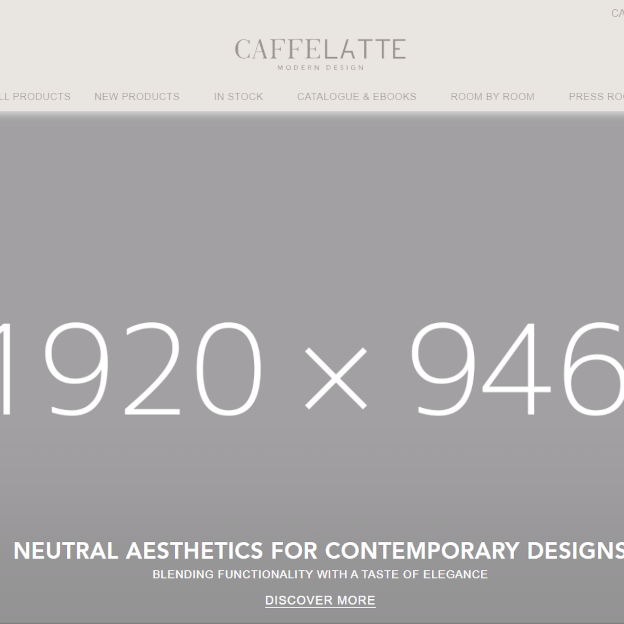 CA
CAFFELATTE
MODERN DESIGN
LL PRODUCTS NEW PRODUCTS IN STOCK CATALOGUE & EBOOKS ROOM BY ROOM PRESS ROO
1920 × 946
NEUTRAL AESTHETICS FOR CONTEMPORARY DESIGNS
BLENDING FUNCTIONALITY WITH A TASTE OF ELEGANCE
DISCOVER MORE